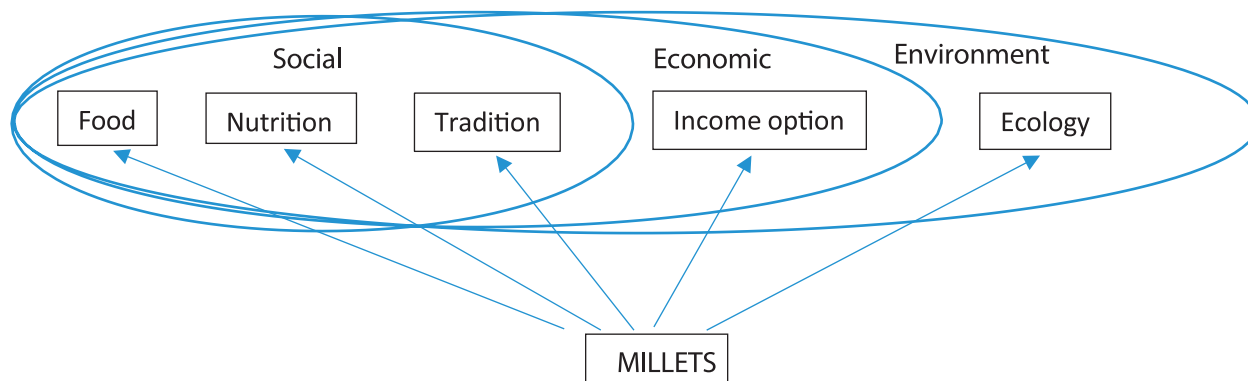 Social
Economic
Environment
Food
Nutrition
Tradition
Income option
Ecology
MILLETS